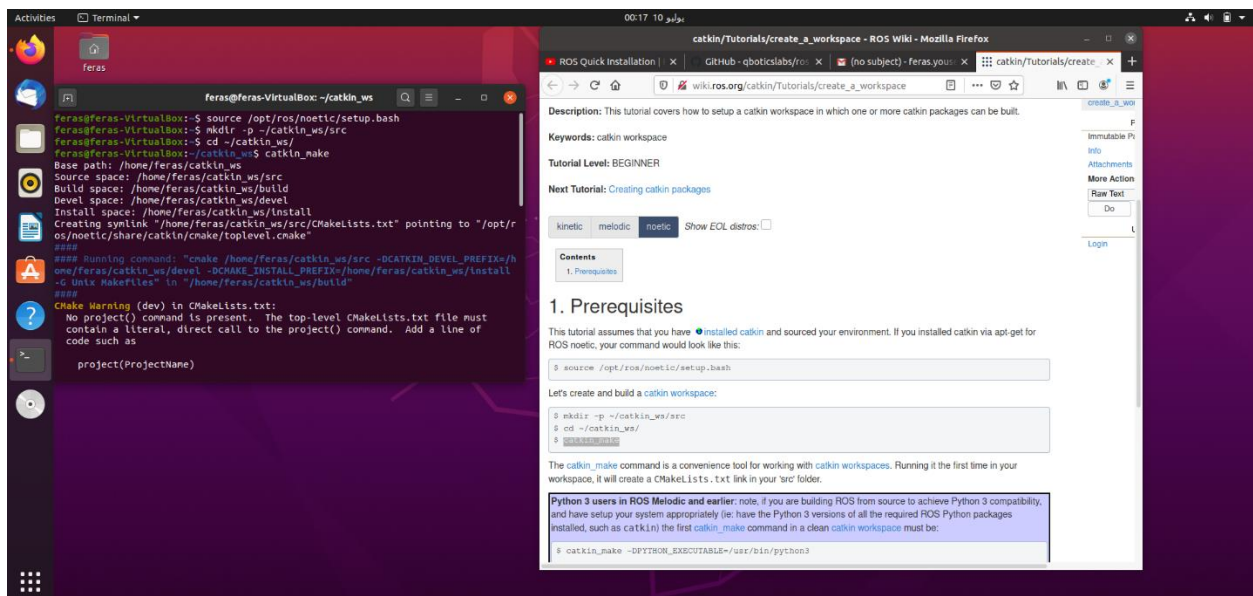 Activities
Terminal
00:17 10 يوليو
feras
feras@feras-VirtualBox: ~/catkin_ws
feras@feras-VirtualBox:~$ source /opt/ros/noetic/setup.bash
feras@feras-VirtualBox:~$ mkdir -p ~/catkin_ws/src
feras@feras-VirtualBox:~$ cd ~/catkin_ws/
feras@feras-VirtualBox:~/catkin_ws$ catkin_make
Base path: /home/feras/catkin_ws
Source space: /home/feras/catkin_ws/src
Build space: /home/feras/catkin_ws/build
Devel space: /home/feras/catkin_ws/devel
Install space: /home/feras/catkin_ws/install
Creating symlink "/home/feras/catkin_ws/src/CMakeLists.txt" pointing to "/opt/r
os/noetic/share/catkin/cmake/toplevel.cmake"
####
#### Running command: "cmake /home/feras/catkin_ws/src -DCATKIN_DEVEL_PREFIX=/h
ome/feras/catkin_ws/devel -DCMAKE_INSTALL_PREFIX=/home/feras/catkin_ws/install
-G Unix Makefiles" in "/home/feras/catkin_ws/build"
####
CMake Warning (dev) in CMakeLists.txt:
No project() command is present. The top-level CMakeLists.txt file must
contain a literal, direct call to the project() command. Add a line of
code such as
project(ProjectName)
catkin/Tutorials/create_a_workspace - ROS Wiki - Mozilla Firefox
ROS Quick Installation |
GitHub - qboticslabs/ros
(no subject) - feras.youse
catkin/Tutorials/create_
wiki.ros.org/catkin/Tutorials/create_a_workspace
Description: This tutorial covers how to setup a catkin workspace in which one or more catkin packages can be built.
Keywords: catkin workspace
Tutorial Level: BEGINNER
Next Tutorial: Creating catkin packages
kinetic melodic noetic Show EOL distros:
Contents
1. Prerequisites
1. Prerequisites
This tutorial assumes that you have installed catkin and sourced your environment. If you installed catkin via apt-get for
ROS noetic, your command would look like this:
$ source /opt/ros/noetic/setup.bash
Let's create and build a catkin workspace:
$ mkdir -p ~/catkin_ws/src
$ cd ~/catkin_ws/
$ catkin_make
The catkin_make command is a convenience tool for working with catkin workspaces. Running it the first time in your
workspace, it will create a CMakeLists.txt link in your 'src' folder.
Python 3 users in ROS Melodic and earlier: note, if you are building ROS from source to achieve Python 3 compatibility,
and have setup your system appropriately (ie: have the Python 3 versions of all the required ROS Python packages
installed, such as catkin) the first catkin_make command in a clean catkin workspace must be:
$ catkin_make -DPYTHON_EXECUTABLE=/usr/bin/python3
create_a_wor
Immutable Pa
Info
Attachments
More Action
Raw Text
Do
Login